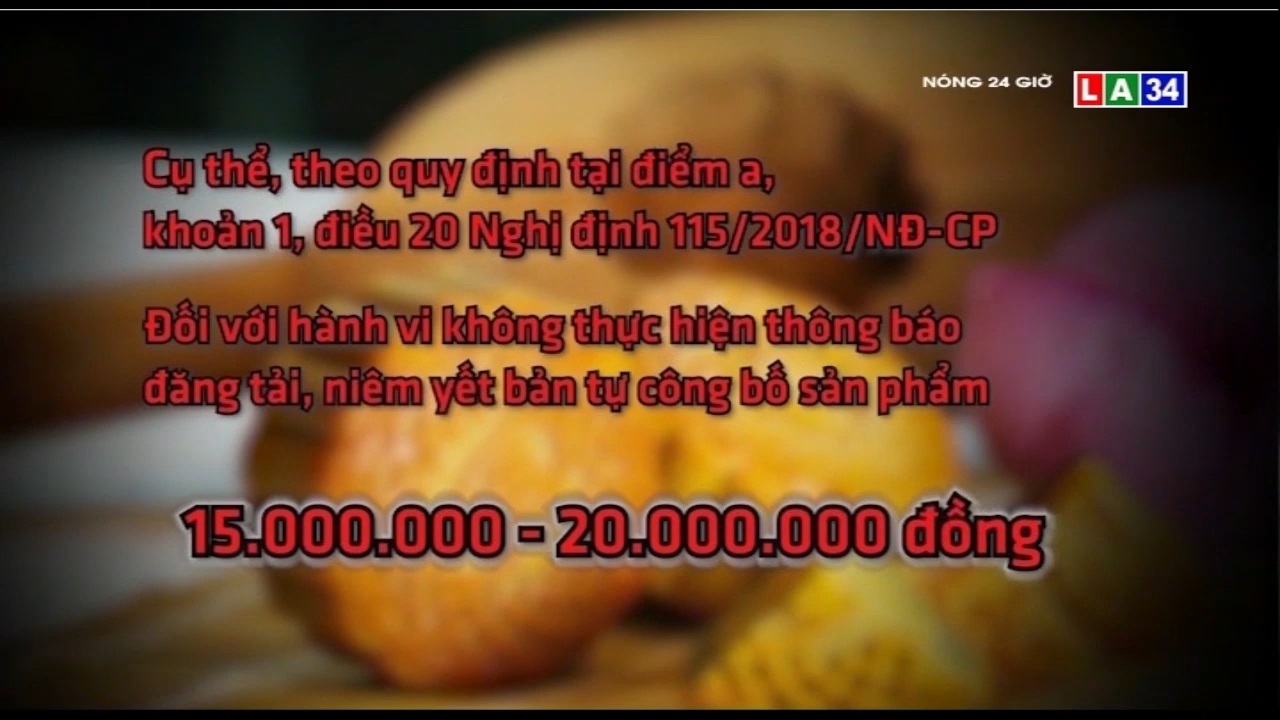 NÓNG 24 GIỜ
LA34
Cụ thể, theo quy định tại điểm a,
khoản 1, điều 20 Nghị định 115/2018/NĐ-CP
Đối với hành vi không thực hiện thông báo
đăng tải, niêm yết bản tự công bố sản phẩm
15.000.000 - 20.000.000 đồng